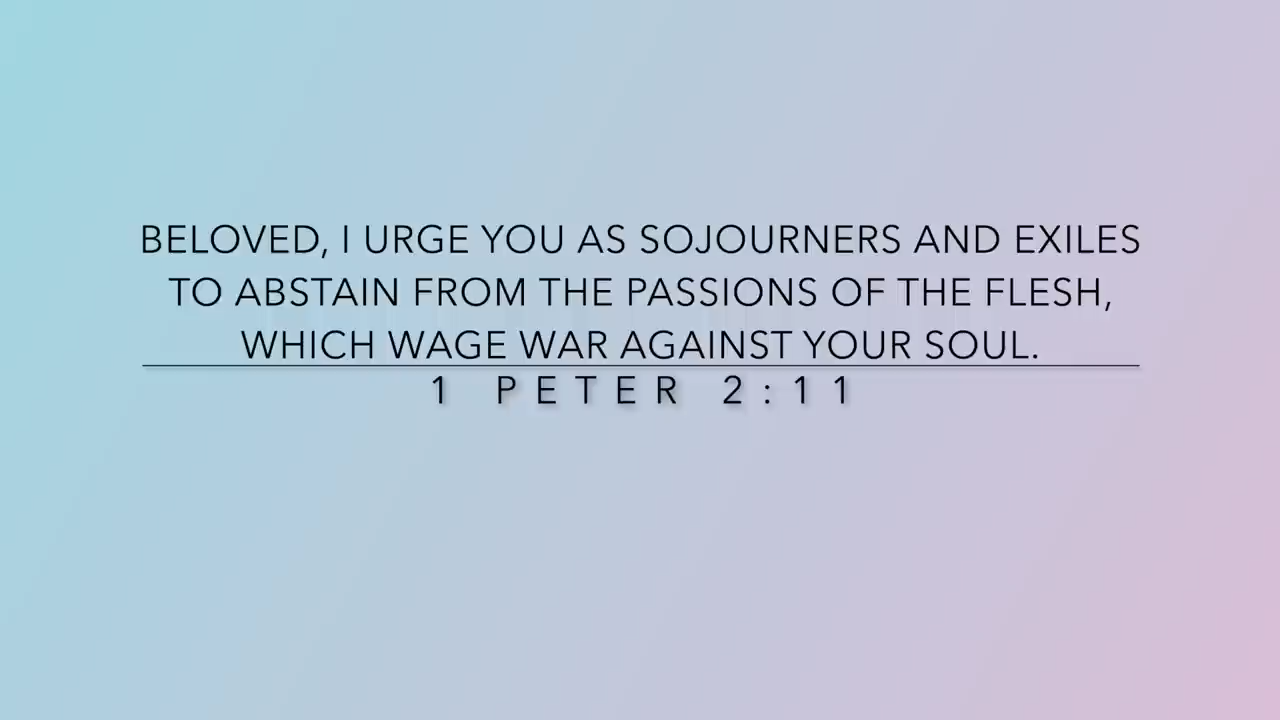 BELOVED, I URGE YOU AS SOJOURNERS AND EXILES
TO ABSTAIN FROM THE PASSIONS OF THE FLESH,
WHICH WAGE WAR AGAINST YOUR SOUL.
1 PETER 2:11